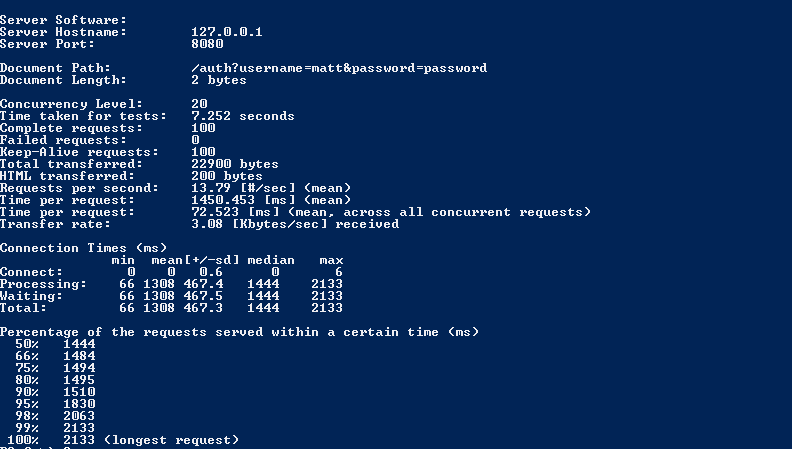 Server Software:
Server Hostname:        127.0.0.1
Server Port:            8080
Document Path:          /auth?username=matt&password=password
Document Length:        2 bytes
Concurrency Level:      20
Time taken for tests:   7.252 seconds
Complete requests:      100
Failed requests:        0
Keep-Alive requests:    100
Total transferred:      22900 bytes
HTML transferred:       200 bytes
Requests per second:    13.79 [#/sec] (mean)
Time per request:       1450.453 [ms] (mean)
Time per request:       72.523 [ms] (mean, across all concurrent requests)
Transfer rate:          3.08 [Kbytes/sec] received
Connection Times (ms)
              min  mean[+/-sd] median   max
Connect:        0    0   0.6      0       6
Processing:    66 1308 467.4   1444    2133
Waiting:       66 1308 467.5   1444    2133
Total:         66 1308 467.3   1444    2133
Percentage of the requests served within a certain time (ms)
  50%   1444
  66%   1484
  75%   1494
  80%   1495
  90%   1510
  95%   1830
  98%   2063
  99%   2133
 100%   2133 (longest request)